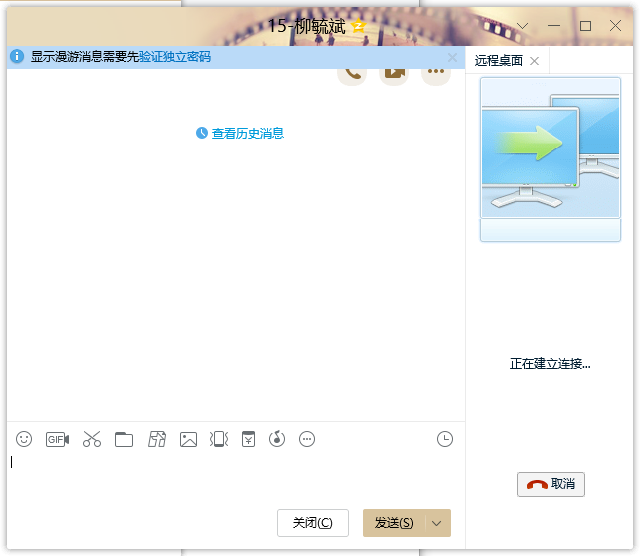 15-柳毓斌
显示漫游消息需要先验证独立密码
远程桌面
查看历史消息
正在建立连接...
GIF
取消
关闭(C)
发送(S)